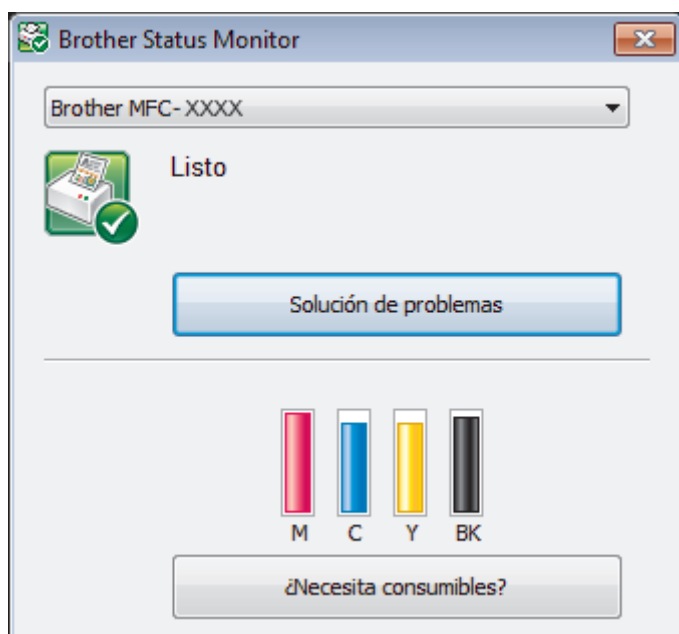 Brother Status Monitor
Brother MFC- XXXX
Listo
Solución de problemas
M C Y BK
¿Necesita consumibles?